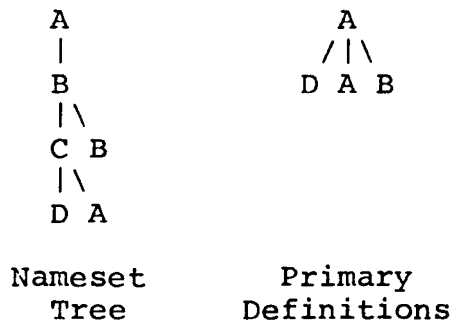 A A
B D A B
C B
D A
Nameset Primary
Tree Definitions